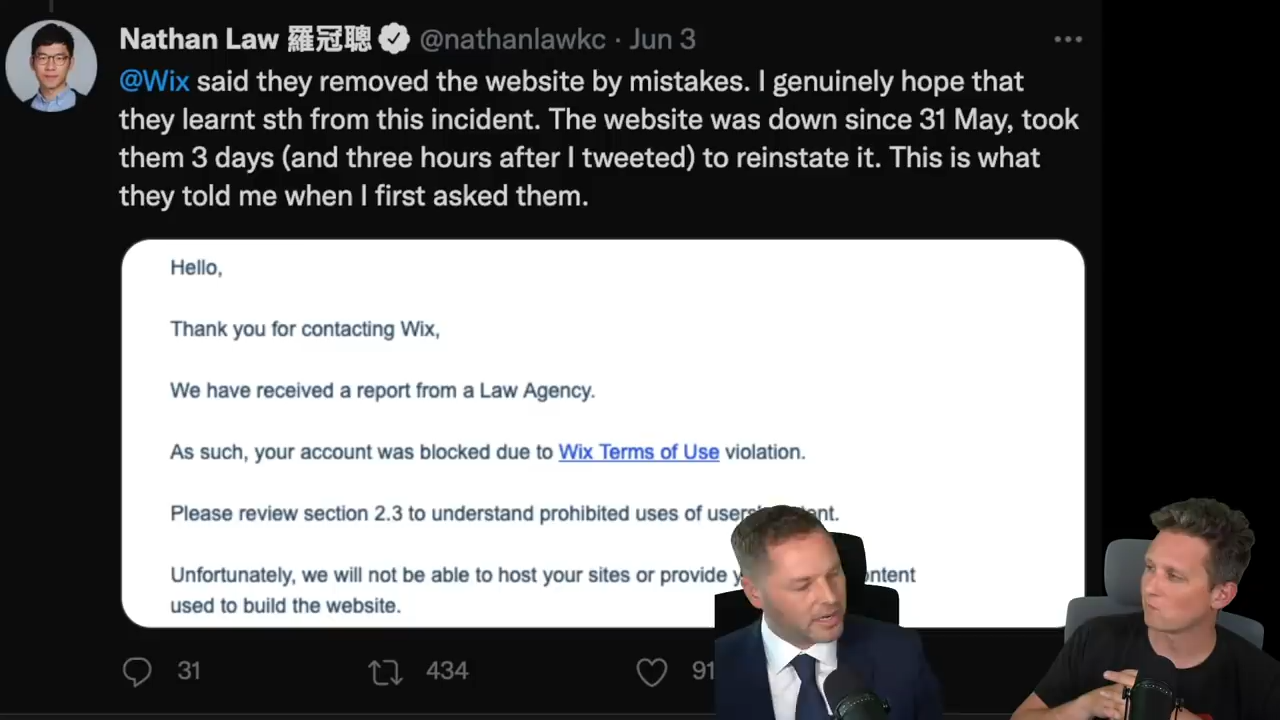 Nathan Law 羅冠聰 @nathanlawkc · Jun 3
@Wix said they removed the website by mistakes. I genuinely hope that
they learnt sth from this incident. The website was down since 31 May, took
them 3 days (and three hours after I tweeted) to reinstate it. This is what
they told me when I first asked them.
Hello,
Thank you for contacting Wix,
We have received a report from a Law Agency.
As such, your account was blocked due to Wix Terms of Use violation.
Please review section 2.3 to understand prohibited uses of
Unfortunately, we will not be able to host your sites or provide
used to build the website.
31 434 91